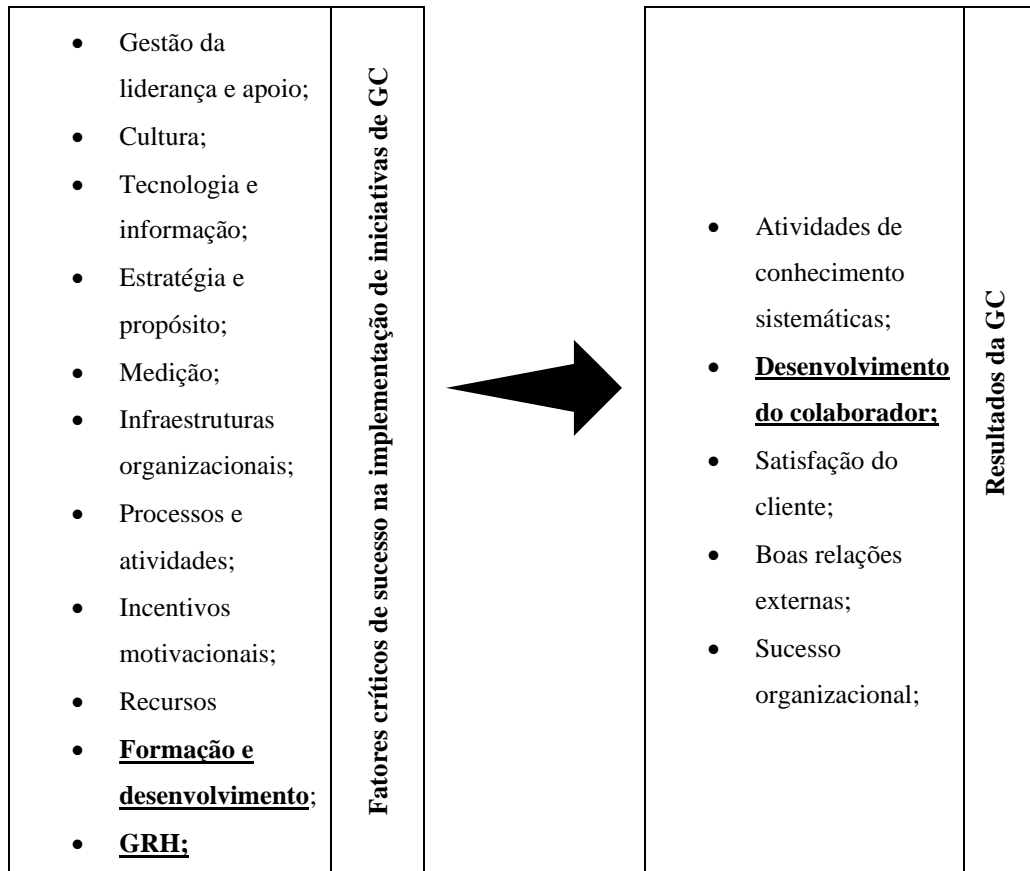 • Gestão da
liderança e apoio;
• Cultura;
• Tecnologia e
informação;
• Estratégia e
propósito;
• Medição;
• Infraestruturas
organizacionais;
• Processos e
atividades;
• Incentivos
motivacionais;
• Recursos
• Formação e
desenvolvimento;
• GRH;
Fatores críticos de sucesso na implementação de iniciativas de GC
• Atividades de
conhecimento
sistemáticas;
• Desenvolvimento
do colaborador;
• Satisfação do
cliente;
• Boas relações
externas;
• Sucesso
organizacional;
Resultados da GC